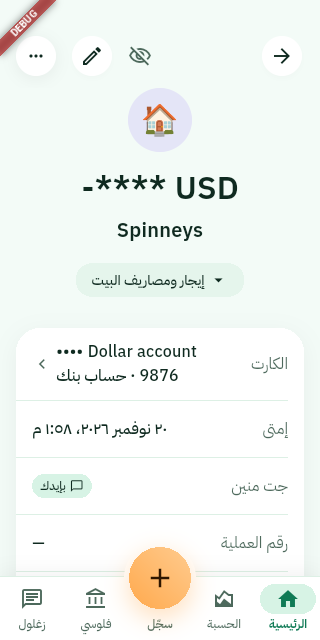 DEBUG
-**** USD
Spinneys
إيجار ومصاريف البيت
الكارت
•••• Dollar account
9876 · حساب بنك
إمتى
٢٠ نوفمبر ٢٠٢٦، ١:٥٨ م
جت منين
بإيدك
رقم العملية
—
الرئيسية
الحسبة
سجّل
فلوسي
زغلول